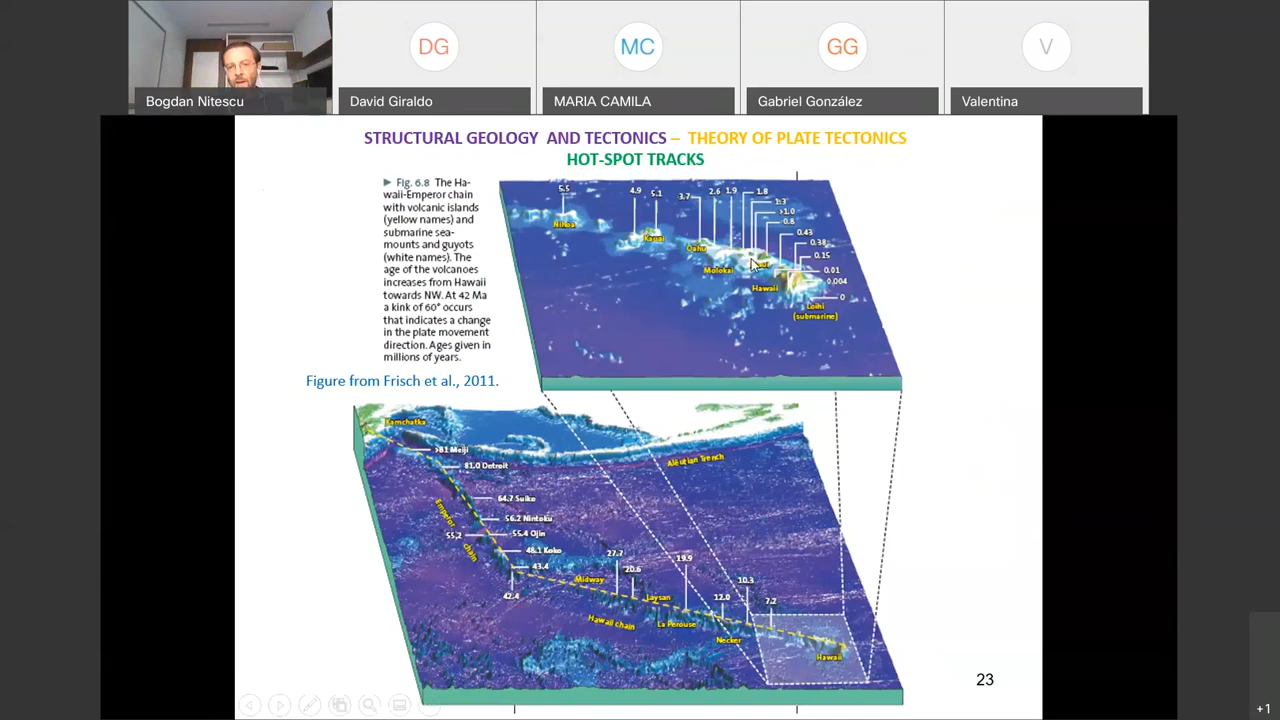 DG
MC
GG
V
Bogdan Nitescu
David Giraldo
MARIA CAMILA
Gabriel González
Valentina
STRUCTURAL GEOLOGY AND TECTONICS – THEORY OF PLATE TECTONICS
HOT-SPOT TRACKS
► Fig. 6.8 The Ha-
waii-Emperor chain
with volcanic islands
(yellow names) and
submarine sea-
mounts and guyots
(white names). The
age of the volcanoes
increases from Hawaii
towards NW. At 42 Ma
a kink of 60° occurs
that indicates a change
in the plate movement
direction. Ages given in
millions of years.
Figure from Frisch et al., 2011.
5.5
4.9
5.1
3.7
2.6
1.9
1.8
1.3
>1.0
0.8
0.43
0.38
0.15
0.01
0,004
0
Nihoa
Kauai
Oahu
Molokai
Hawaii
Loihi
(submarine)
Kamchatka
>81 Meiji
81.0 Detroit
Aleutian Trench
64.7 Suiko
56.2 Nintoku
55.2
55.4 Ojin
48.1 Koko
43.4
42.4
Emperor
chain
27.7
20.6
19.9
12.0
10.3
7.2
Midway
Laysan
Hawaii chain
La Perouse
Necker
Hawaii
23
+1